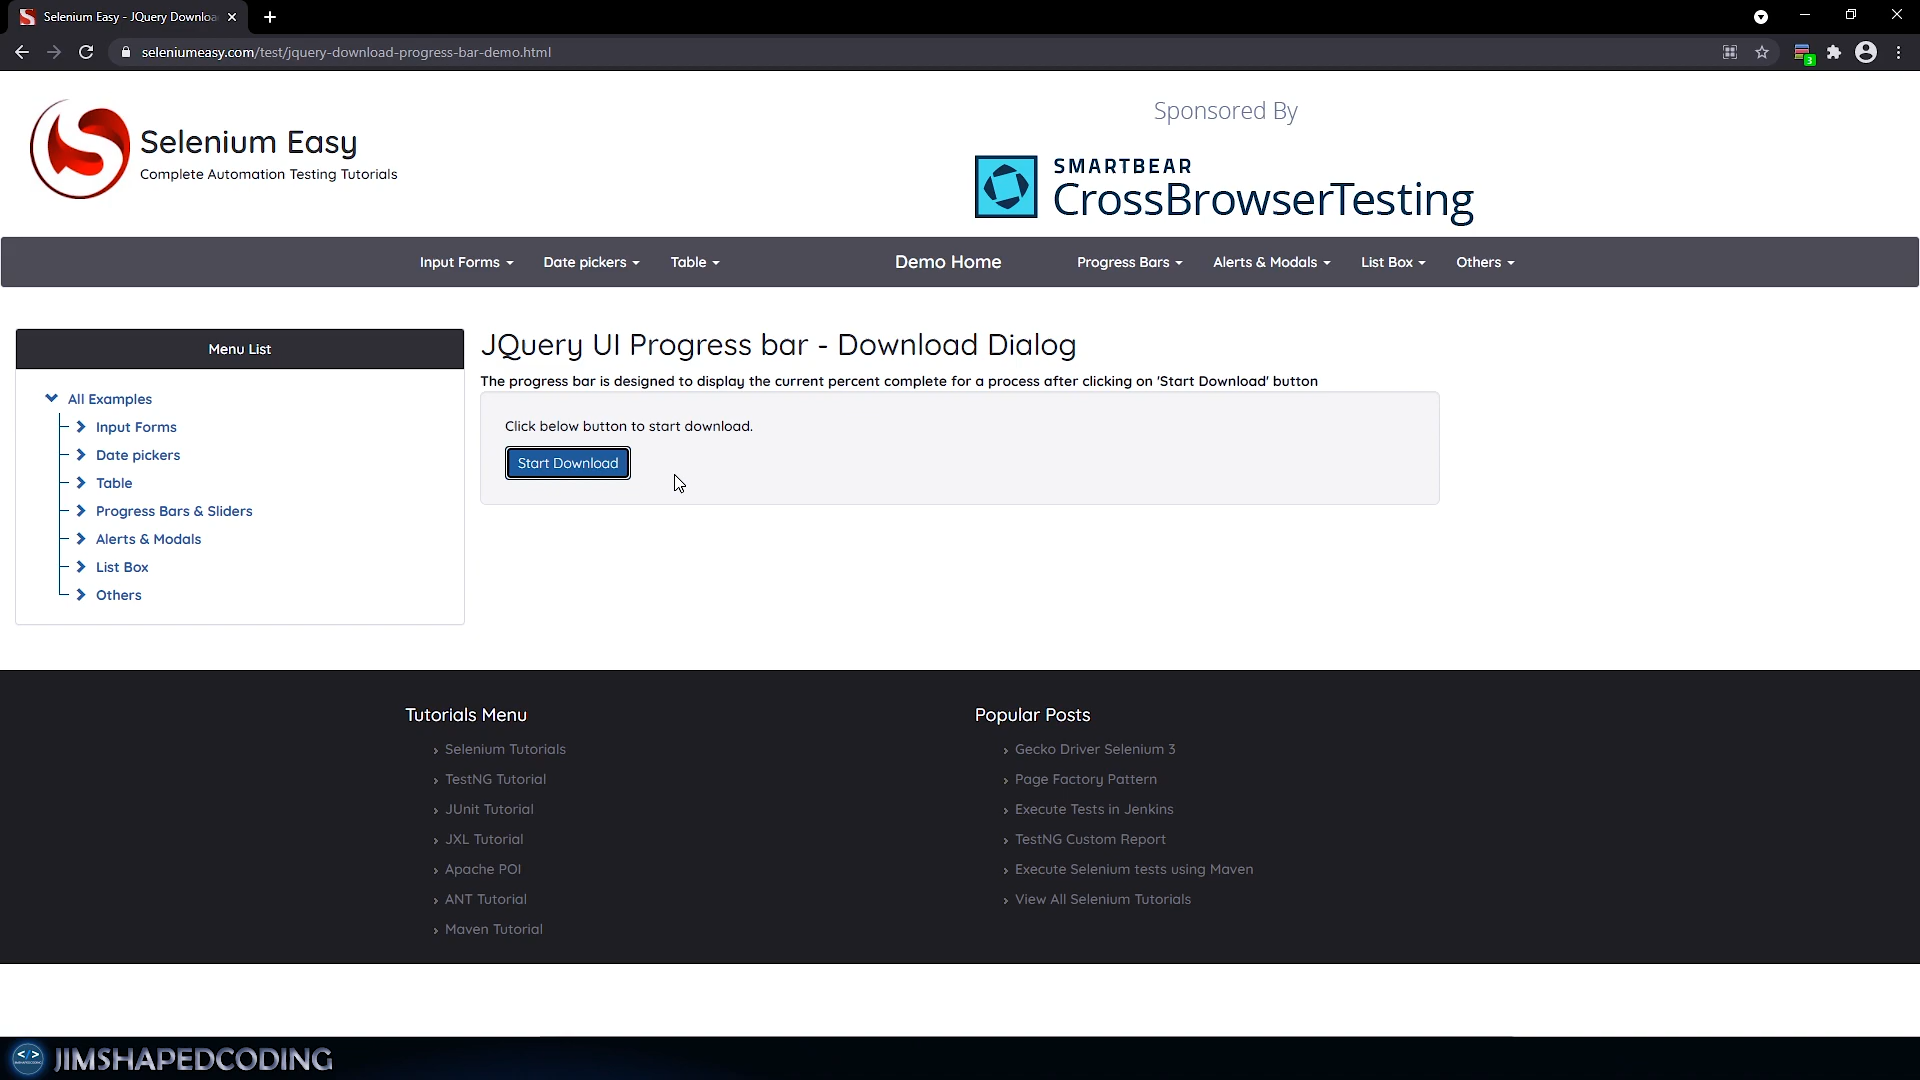 Selenium Easy - JQuery Downloa
seleniumeasy.com/test/jquery-download-progress-bar-demo.html
3
Selenium Easy
Complete Automation Testing Tutorials
Sponsored By
SMARTBEAR
CrossBrowserTesting
Input Forms Date pickers Table Demo Home Progress Bars Alerts & Modals List Box Others
Menu List
All Examples
Input Forms
Date pickers
Table
Progress Bars & Sliders
Alerts & Modals
List Box
Others
JQuery UI Progress bar - Download Dialog
The progress bar is designed to display the current percent complete for a process after clicking on 'Start Download' button
Click below button to start download.
Start Download
Tutorials Menu
Selenium Tutorials
TestNG Tutorial
JUnit Tutorial
JXL Tutorial
Apache POI
ANT Tutorial
Maven Tutorial
Popular Posts
Gecko Driver Selenium 3
Page Factory Pattern
Execute Tests in Jenkins
TestNG Custom Report
Execute Selenium tests using Maven
View All Selenium Tutorials
JIMSHAPEDCODING